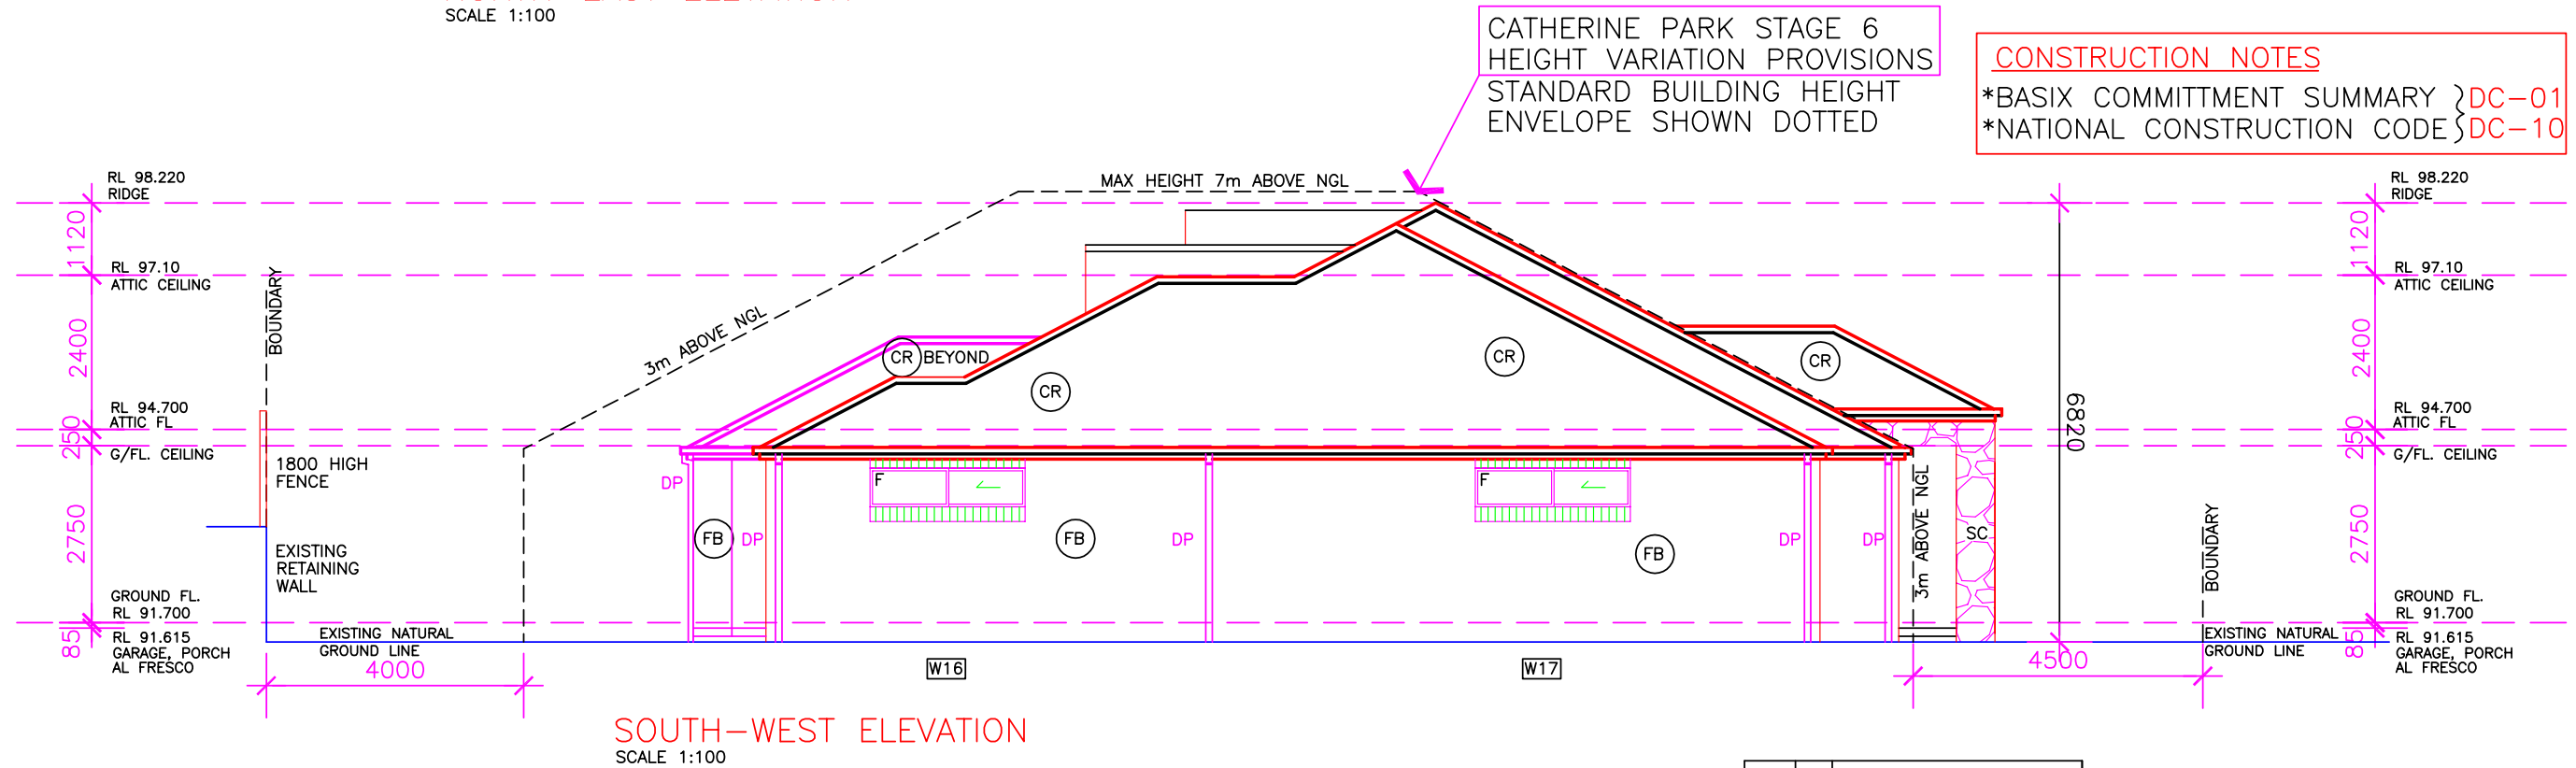 SCALE 1:100
CATHERINE PARK STAGE 6
HEIGHT VARIATION PROVISIONS
STANDARD BUILDING HEIGHT
ENVELOPE SHOWN DOTTED
CONSTRUCTION NOTES
*BASIX COMMITTMENT SUMMARY } DC-01
*NATIONAL CONSTRUCTION CODE } DC-10
RL 98.220
RIDGE
1120
RL 97.10
ATTIC CEILING
2400
RL 94.700
ATTIC FL
250
G/FL. CEILING
2750
GROUND FL.
RL 91.700
85
RL 91.615
GARAGE, PORCH
AL FRESCO
BOUNDARY
1800 HIGH
FENCE
EXISTING
RETAINING
WALL
EXISTING NATURAL
GROUND LINE
4000
3m ABOVE NGL
MAX HEIGHT 7m ABOVE NGL
CR BEYOND
CR
CR
CR
DP
FB
DP
F
FB
DP
F
FB
DP
DP
3m ABOVE NGL
SC
W16
W17
6820
BOUNDARY
EXISTING NATURAL
GROUND LINE
4500
RL 98.220
RIDGE
1120
RL 97.10
ATTIC CEILING
2400
RL 94.700
ATTIC FL
250
G/FL. CEILING
2750
GROUND FL.
RL 91.700
85
RL 91.615
GARAGE, PORCH
AL FRESCO
SOUTH-WEST ELEVATION
SCALE 1:100